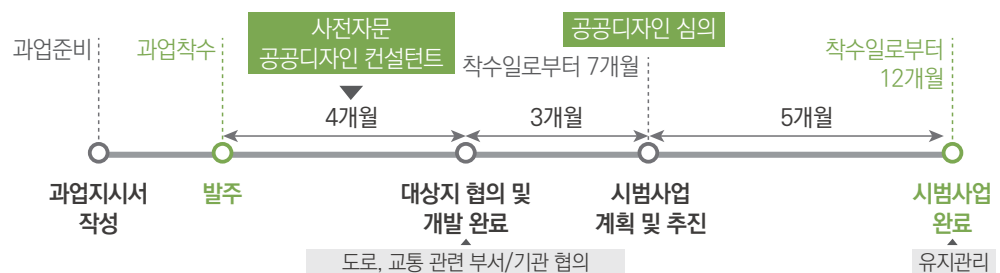 사전자문
공공디자인 컨설턴트
공공디자인 심의
과업준비
과업착수
착수일로부터 7개월
착수일로부터
12개월
4개월
3개월
5개월
과업지시서
작성
발주
대상지 협의 및
개발 완료
시범사업
계획 및 추진
시범사업
완료
도로, 교통 관련 부서/기관 협의
유지관리